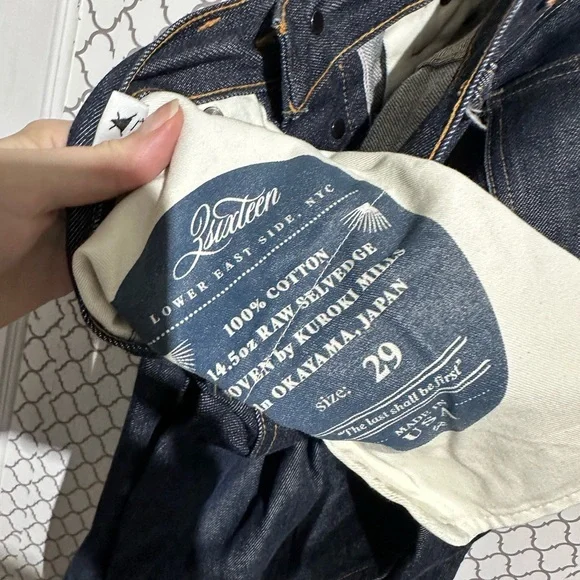 3sixteen
LOWER EAST SIDE, NYC
100% COTTON
14.5oz RAW SELVEDGE
WOVEN by KUROKI MILLS
in OKAYAMA, JAPAN
size: 29
"The last shall be first"
MADE IN
USA